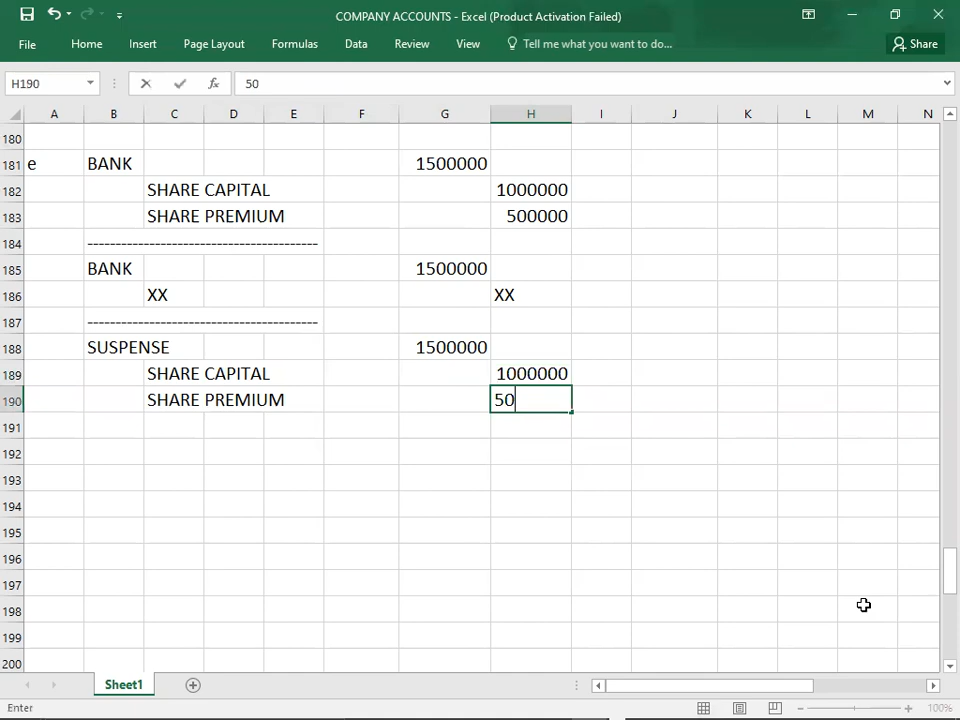 COMPANY ACCOUNTS - Excel (Product Activation Failed)
File Home Insert Page Layout Formulas Data Review View Tell me what you want to do... Share
H190 fx 50
A B C D E F G H I J K L M N
180
181 e BANK 1500000
182 SHARE CAPITAL 1000000
183 SHARE PREMIUM 500000
184 -----------------------------------------
185 BANK 1500000
186 XX XX
187 -----------------------------------------
188 SUSPENSE 1500000
189 SHARE CAPITAL 1000000
190 SHARE PREMIUM 50
191
192
193
194
195
196
197
198
199
200
Sheet1
Enter 100%